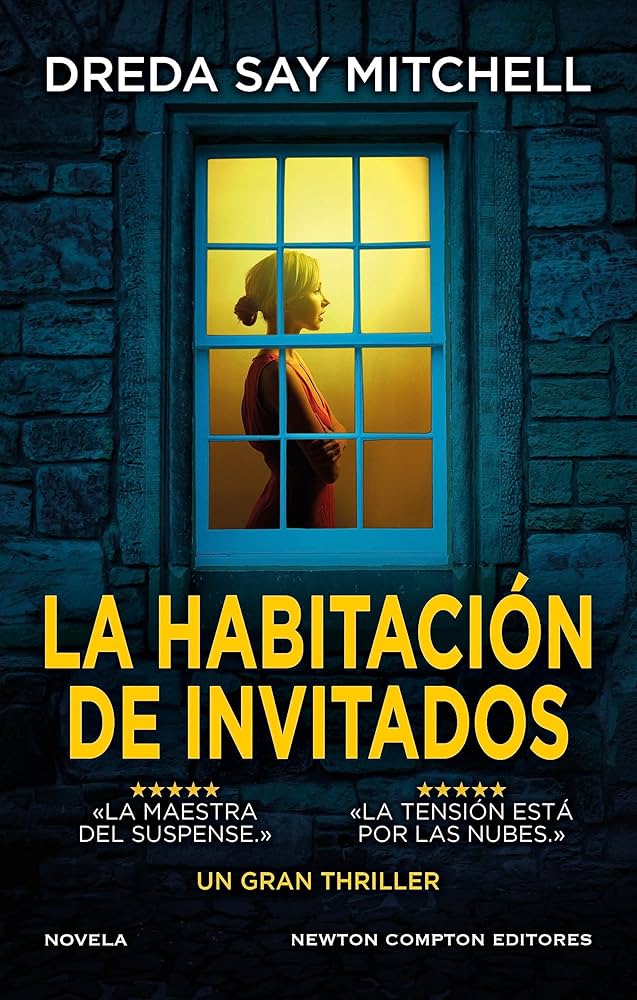 DREDA SAY MITCHELL
LA HABITACIÓN
DE INVITADOS
★★★★★
«LA MAESTRA
DEL SUSPENSE.»
★★★★★
«LA TENSIÓN ESTÁ
POR LAS NUBES.»
UN GRAN THRILLER
NOVELA
NEWTON COMPTON EDITORES